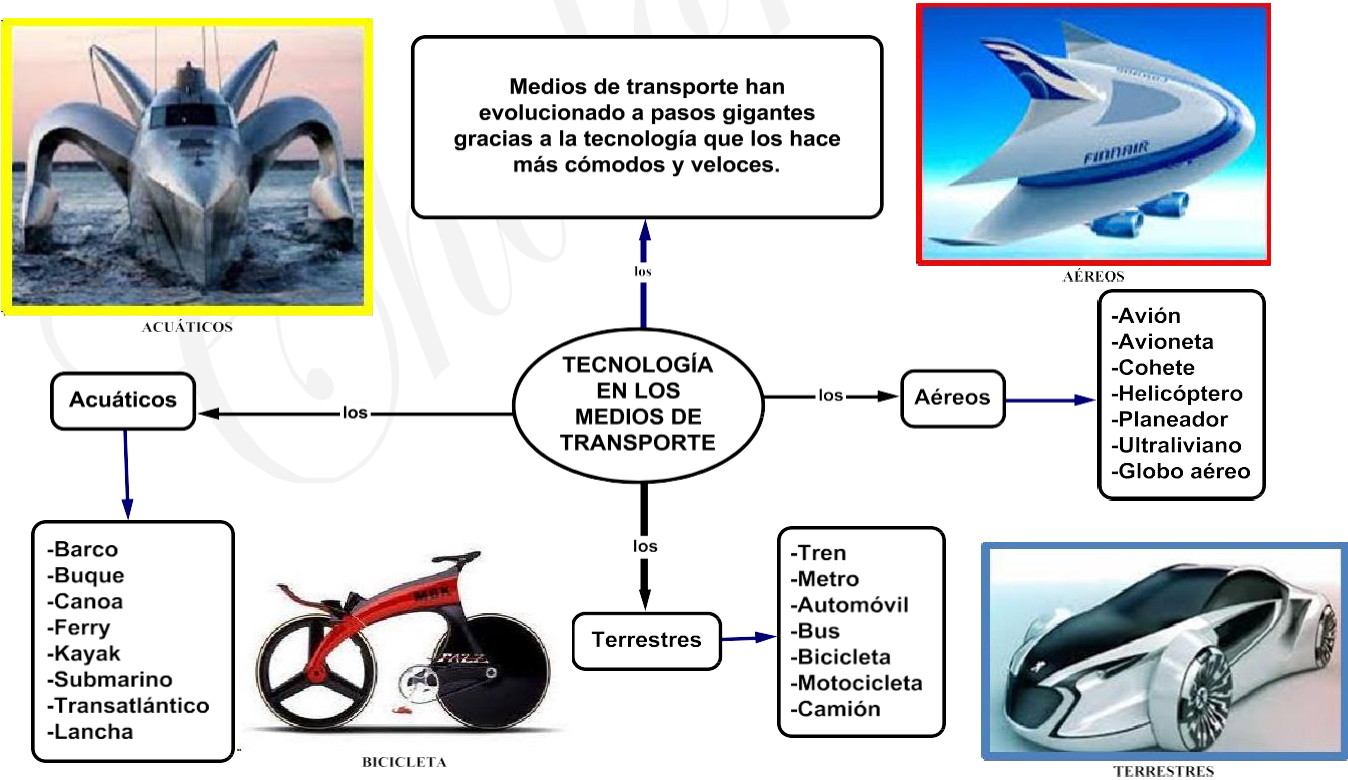 Medios de transporte han
evolucionado a pasos gigantes
gracias a la tecnología que los hace
más cómodos y veloces.
FINNAIR
AÉREOS
los
ACUÁTICOS
TECNOLOGÍA
EN LOS
MEDIOS DE
TRANSPORTE
Acuáticos
los
los
Aéreos
-Avión
-Avioneta
-Cohete
-Helicóptero
-Planeador
-Ultraliviano
-Globo aéreo
-Barco
-Buque
-Canoa
-Ferry
-Kayak
-Submarino
-Transatlántico
-Lancha
MBK
BICICLETA
los
Terrestres
-Tren
-Metro
-Automóvil
-Bus
-Bicicleta
-Motocicleta
-Camión
TERRESTRES